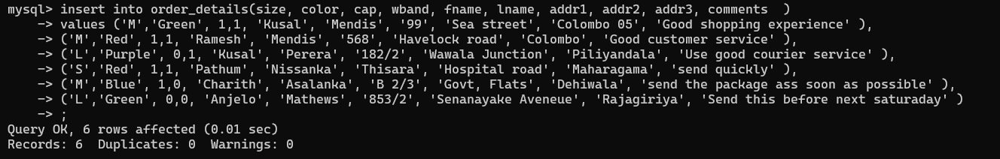 mysql> insert into order_details(size, color, cap, wband, fname, lname, addr1, addr2, addr3, comments  )
    -> values ('M','Green', 1,1, 'Kusal', 'Mendis', '99', 'Sea street', 'Colombo 05', 'Good shopping experience' ),
    -> ('M','Red', 1,1, 'Ramesh', 'Mendis', '568', 'Havelock road', 'Colombo', 'Good customer service' ),
    -> ('L','Purple', 0,1, 'Kusal', 'Perera', '182/2', 'Wawala Junction', 'Piliyandala', 'Use good courier service' ),
    -> ('S','Red', 1,1, 'Pathum', 'Nissanka', 'Thisara', 'Hospital road', 'Maharagama', 'send quickly' ),
    -> ('M','Blue', 1,0, 'Charith', 'Asalanka', 'B 2/3', 'Govt, Flats', 'Dehiwala', 'send the package ass soon as possible' ),
    -> ('L','Green', 0,0, 'Anjelo', 'Mathews', '853/2', 'Senanayake Aveneue', 'Rajagiriya', 'Send this before next saturaday' )
    -> ;
Query OK, 6 rows affected (0.01 sec)
Records: 6  Duplicates: 0  Warnings: 0